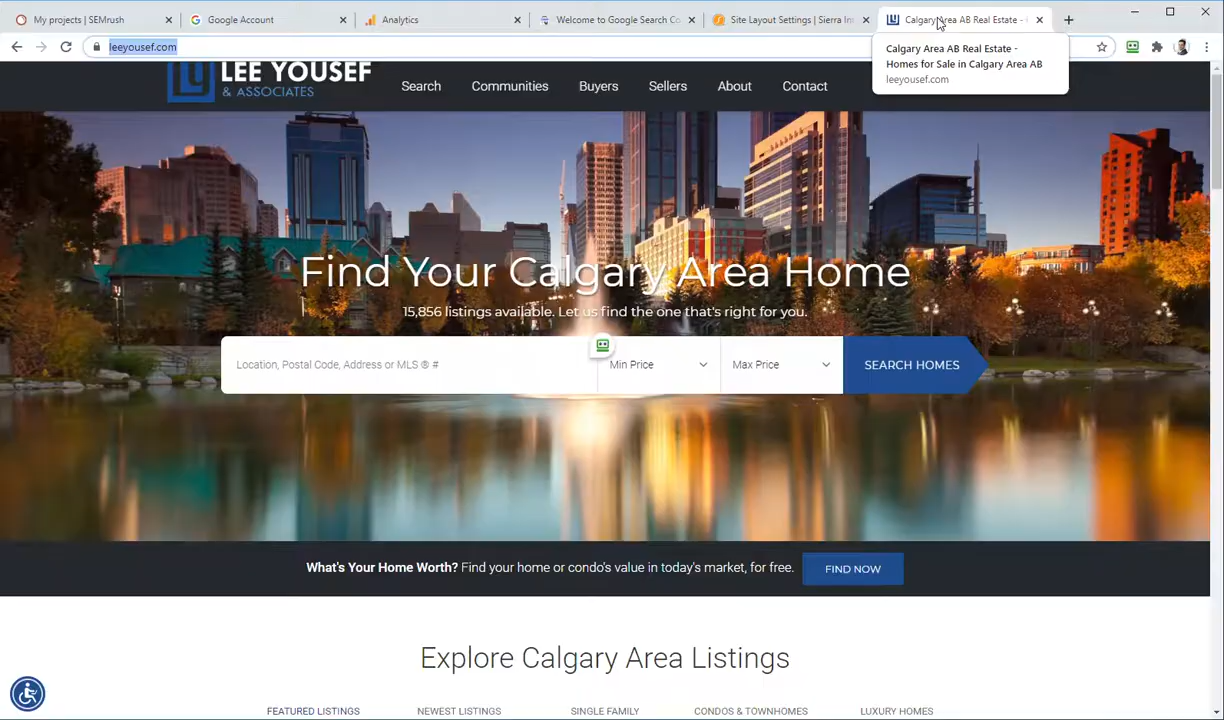 My projects | SEMrush
Google Account
Analytics
Welcome to Google Search Co
Site Layout Settings | Sierra In
Calgary Area AB Real Estate -
leeyousef.com
Calgary Area AB Real Estate -
Homes for Sale in Calgary Area AB
leeyousef.com
LEE YOUSEF
& ASSOCIATES
Search
Communities
Buyers
Sellers
About
Contact
Find Your Calgary Area Home
15,856 listings available. Let us find the one that's right for you.
Location, Postal Code, Address or MLS ® #
Min Price
Max Price
SEARCH HOMES
What's Your Home Worth? Find your home or condo's value in today's market, for free.
FIND NOW
Explore Calgary Area Listings
FEATURED LISTINGS
NEWEST LISTINGS
SINGLE FAMILY
CONDOS & TOWNHOMES
LUXURY HOMES